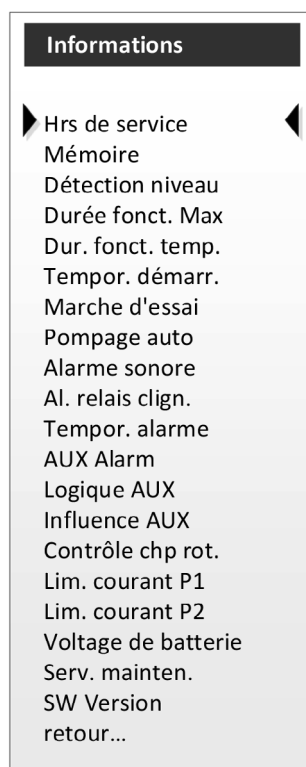 Informations
Hrs de service
Mémoire
Détection niveau
Durée fonct. Max
Dur. fonct. temp.
Tempor. démarr.
Marche d'essai
Pompage auto
Alarme sonore
Al. relais clign.
Tempor. alarme
AUX Alarm
Logique AUX
Influence AUX
Contrôle chp rot.
Lim. courant P1
Lim. courant P2
Voltage de batterie
Serv. mainten.
SW Version
retour...